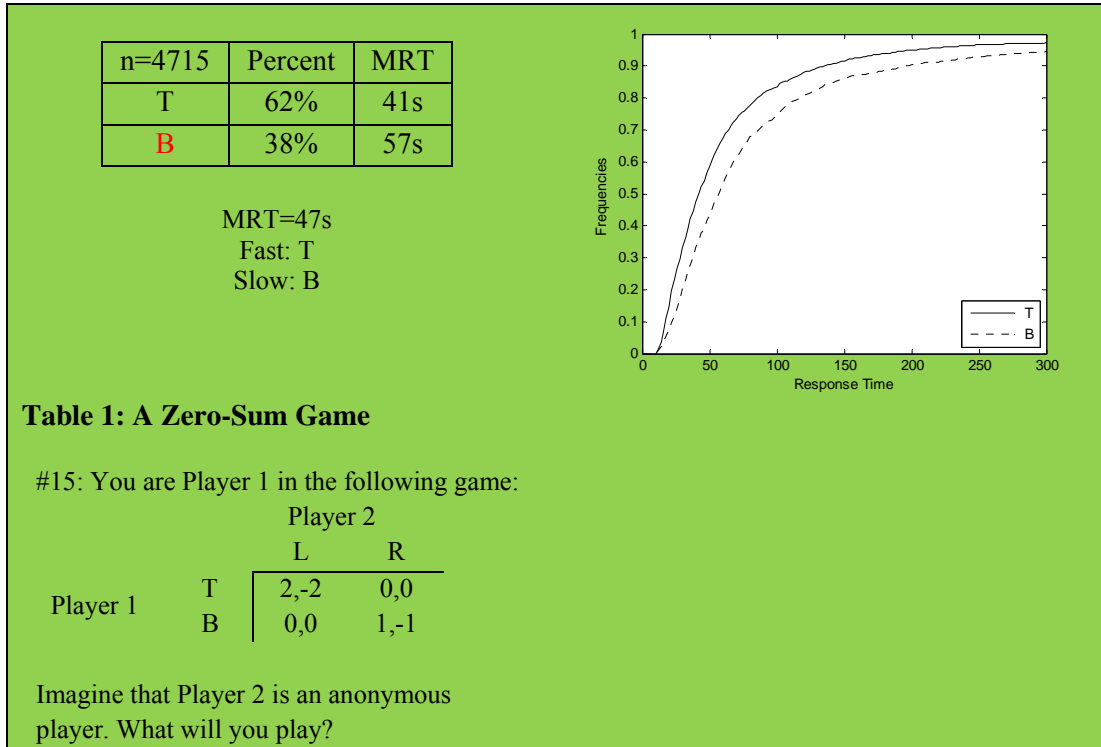 n=4715 Percent MRT
T 62% 41s
B 38% 57s
MRT=47s
Fast: T
Slow: B
1
0.9
0.8
0.7
0.6
0.5
0.4
0.3
0.2
0.1
0
Frequencies
0 50 100 150 200 250 300
Response Time
T
B
Table 1: A Zero-Sum Game
#15: You are Player 1 in the following game:
Player 2
L R
Player 1
T 2,-2 0,0
B 0,0 1,-1
Imagine that Player 2 is an anonymous
player. What will you play?